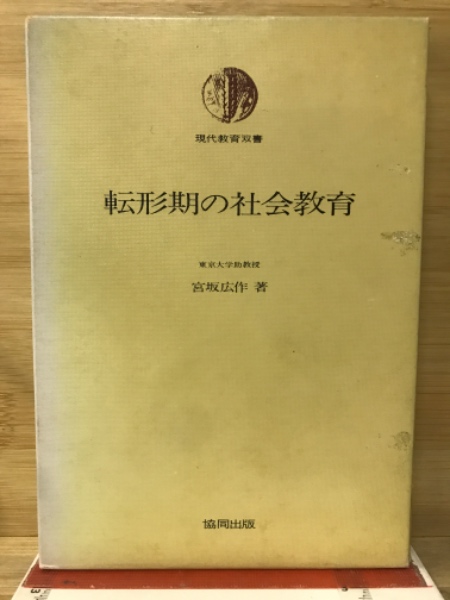 現代教育双書
転形期の社会教育
東京大学助教授
宮坂広作 著
協同出版